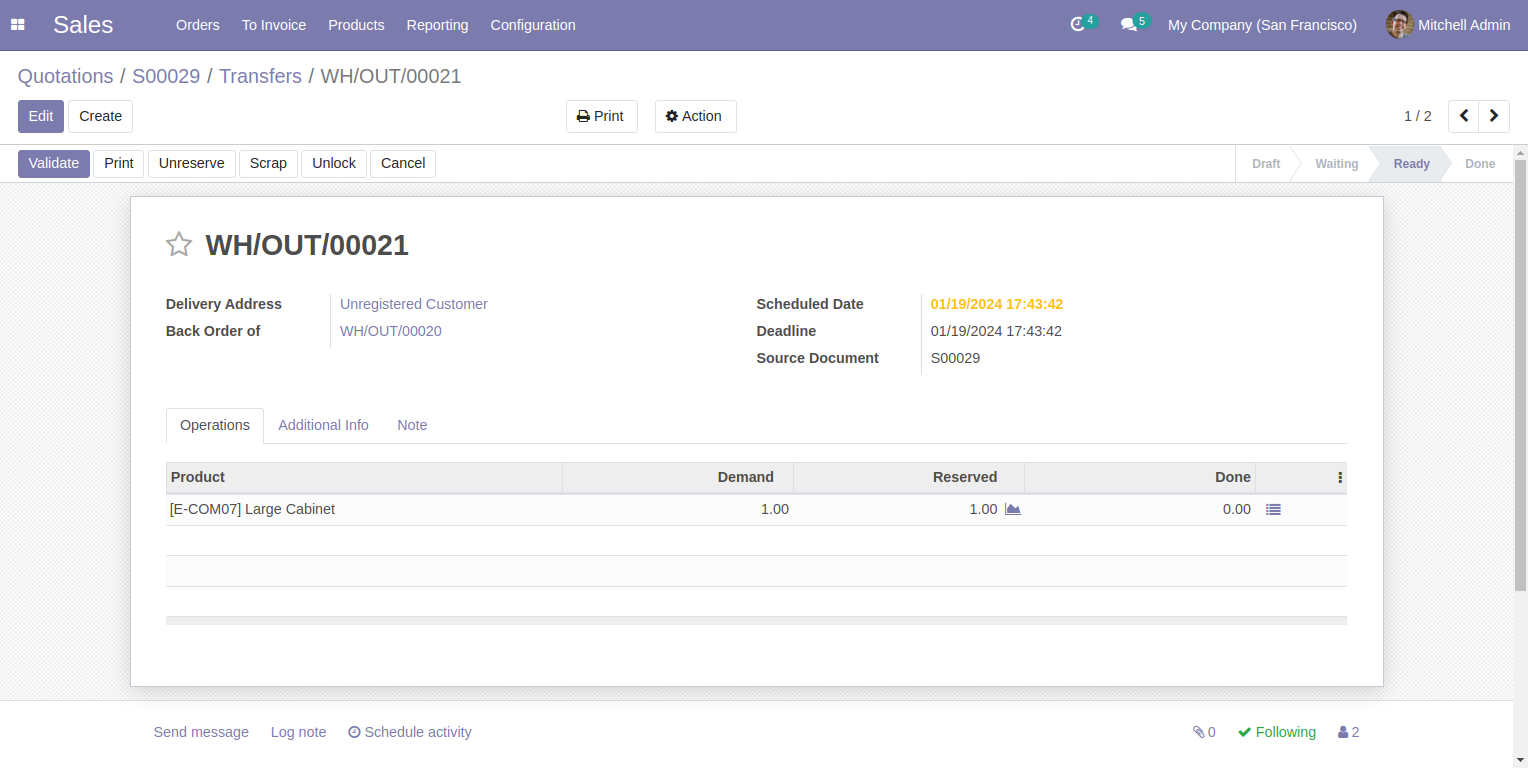 Sales Orders To Invoice Products Reporting Configuration 4 5 My Company (San Francisco) Mitchell Admin
Quotations / S00029 / Transfers / WH/OUT/00021
Edit Create Print Action 1 / 2
Validate Print Unreserve Scrap Unlock Cancel Draft Waiting Ready Done
WH/OUT/00021
Delivery Address Unregistered Customer Scheduled Date 01/19/2024 17:43:42
Back Order of WH/OUT/00020 Deadline 01/19/2024 17:43:42
Source Document S00029
Operations Additional Info Note
Product Demand Reserved Done
[E-COM07] Large Cabinet 1.00 1.00 0.00
Send message Log note Schedule activity 0 Following 2